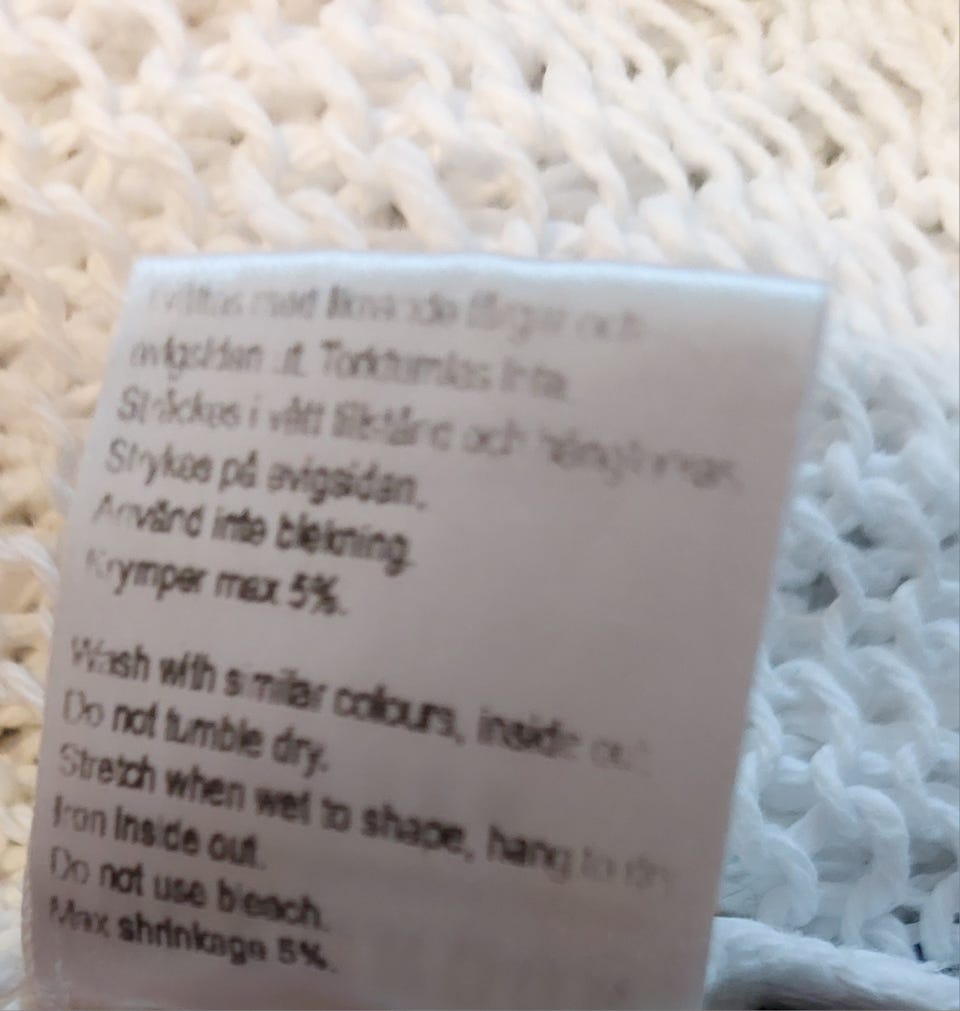 Tvättas med liknande färger och
avigsidan ut. Torktumlas inte.
Sträckes i vått tillstånd och
Strykes på avigsidan.
Använd inte blekning.
Krymper max 5%.
Wash with similar colours, inside out.
Do not tumble dry.
Stretch when wet to shape, hang to dry.
Iron inside out.
Do not use bleach.
Max shrinkage 5%.